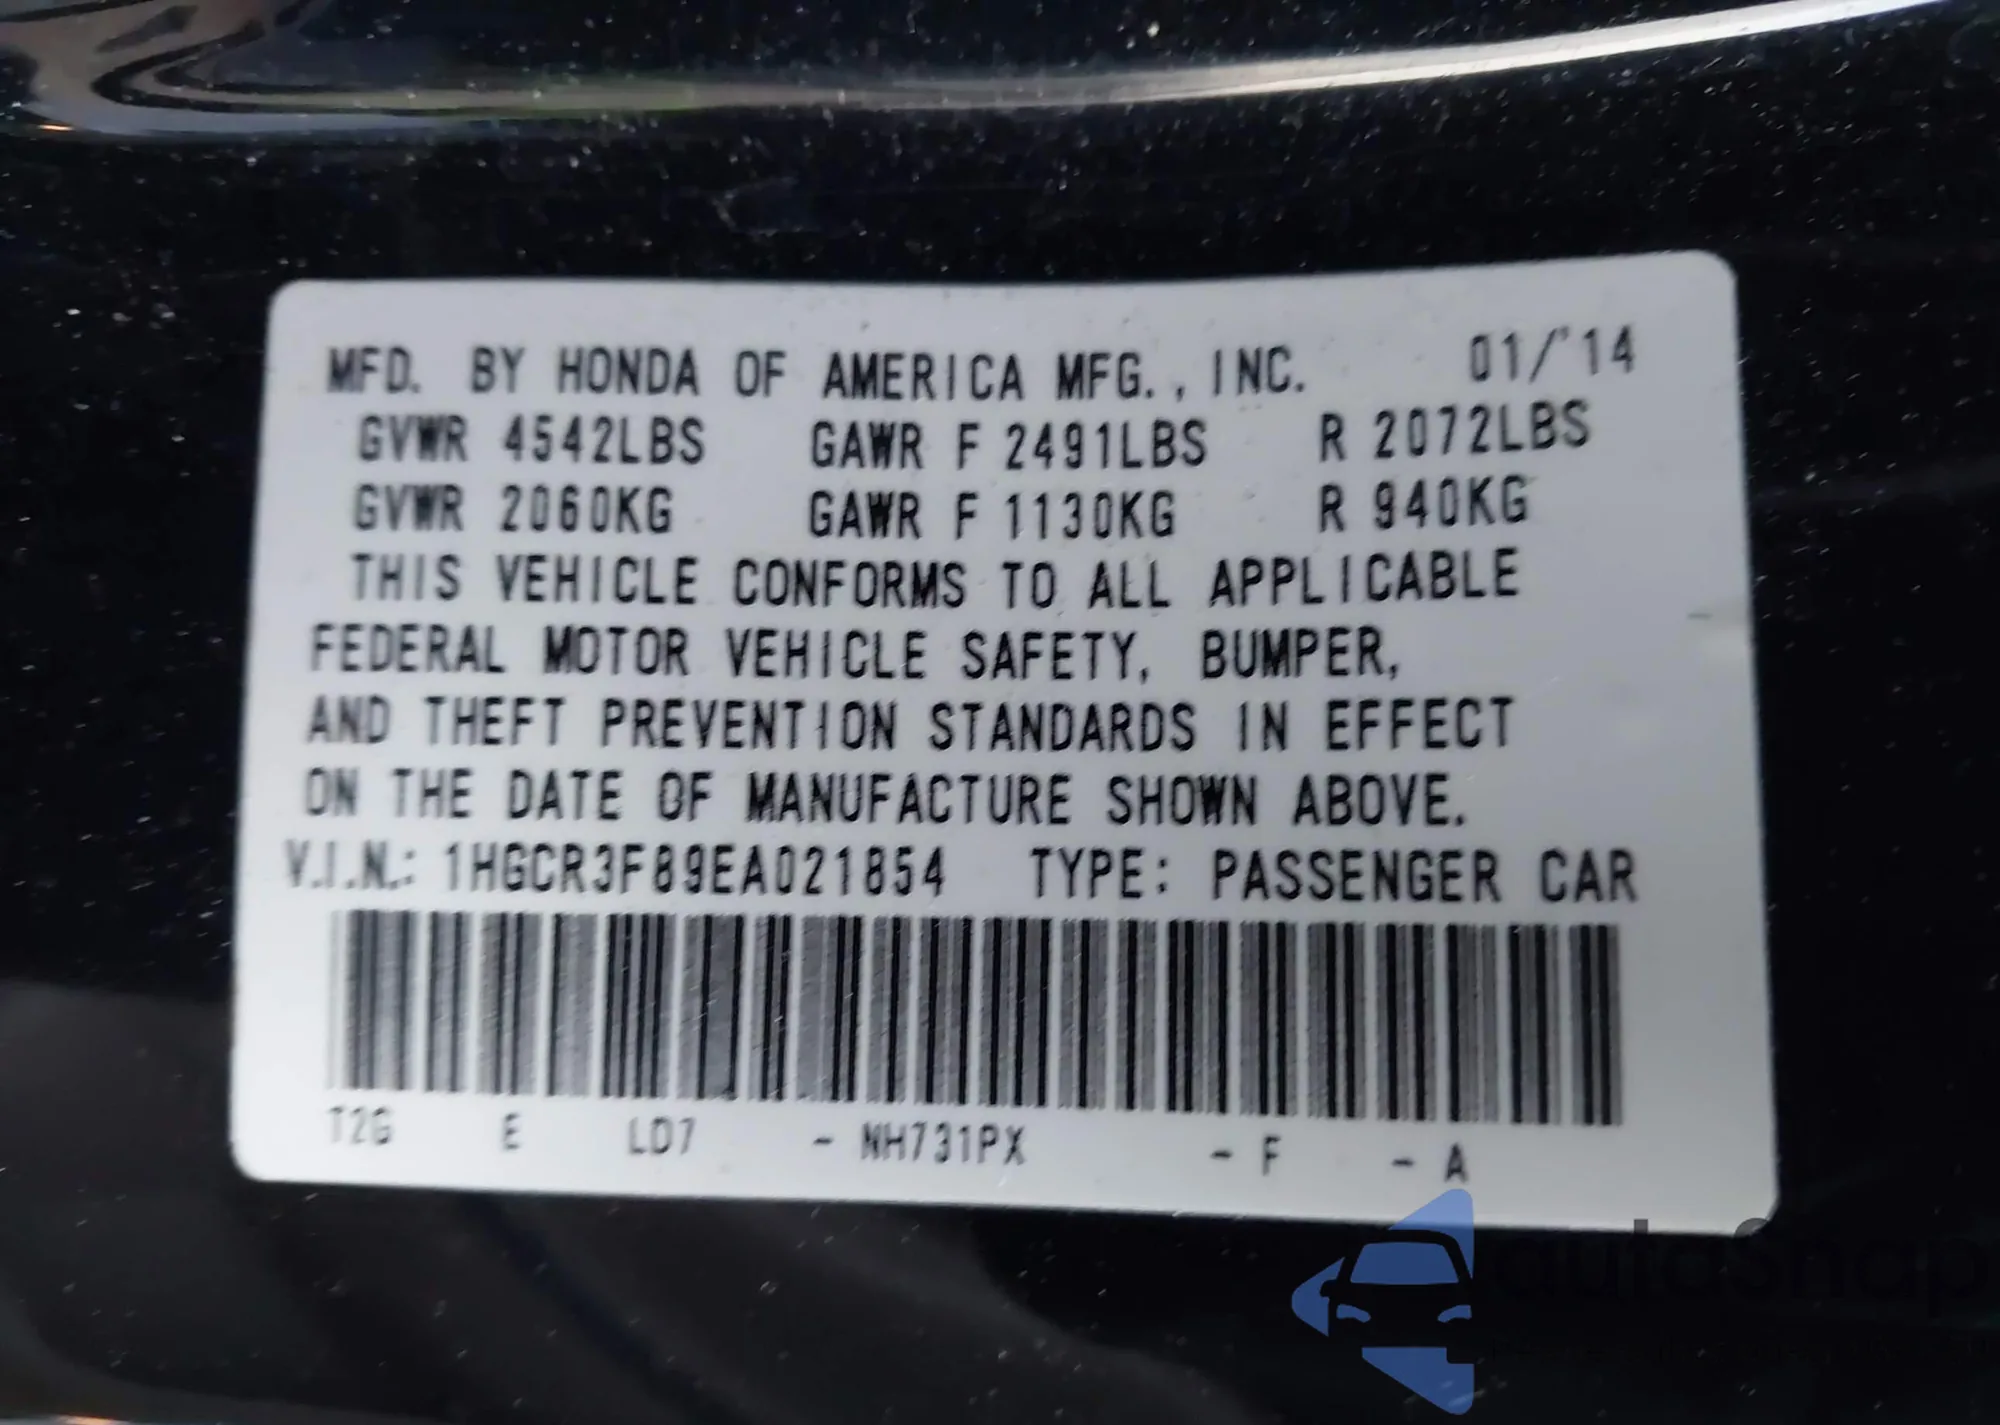 MFD. BY HONDA OF AMERICA MFG., INC. 01/'14
GVWR 4542LBS GAWR F 2491LBS R 2072LBS
GVWR 2060KG GAWR F 1130KG R 940KG
THIS VEHICLE CONFORMS TO ALL APPLICABLE
FEDERAL MOTOR VEHICLE SAFETY, BUMPER,
AND THEFT PREVENTION STANDARDS IN EFFECT
ON THE DATE OF MANUFACTURE SHOWN ABOVE.
V.I.N.: 1HGCR3F89EA021854 TYPE: PASSENGER CAR
T2G E LD7 - NH731PX - F - A